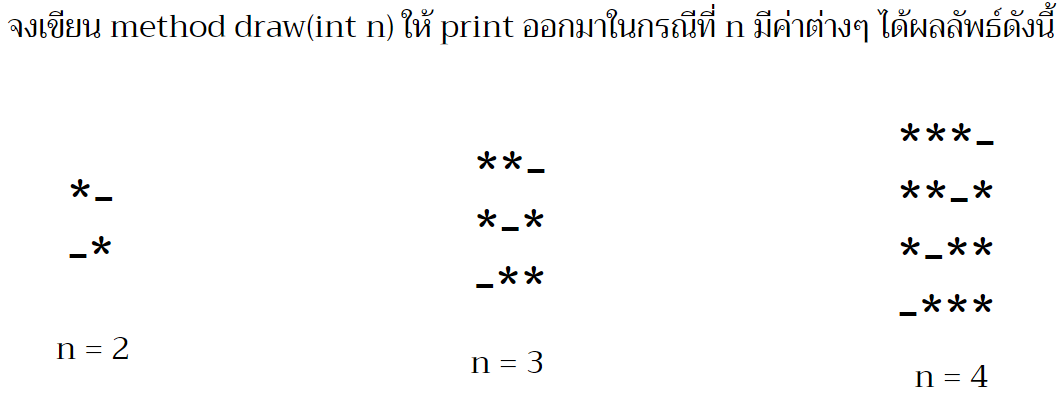 จงเขียน method draw(int n) ให้ print ออกมาในกรณีที่ n มีค่าต่างๆ ได้ผลลัพธ์ดังนี้
*-
-*
n = 2
**-
*-*
-**
n = 3
***-
**-*
*-**
-***
n = 4